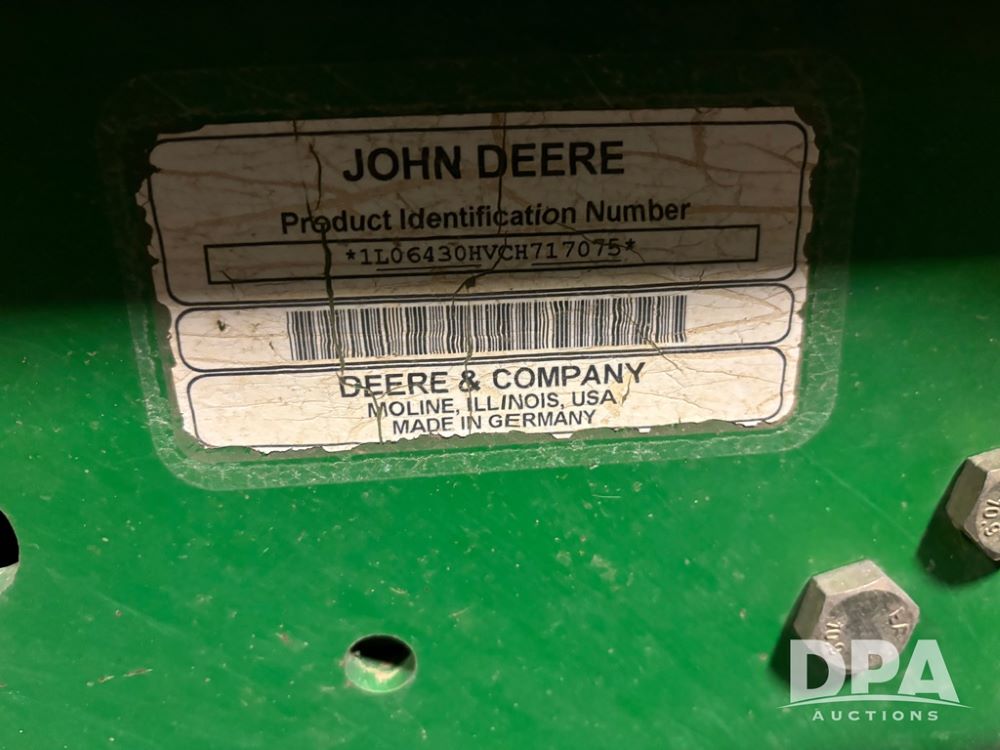 JOHN DEERE
Product Identification Number
*1L06430HVCH717075*
DEERE & COMPANY
MOLINE, ILLINOIS, USA
MADE IN GERMANY
DPA
AUCTIONS